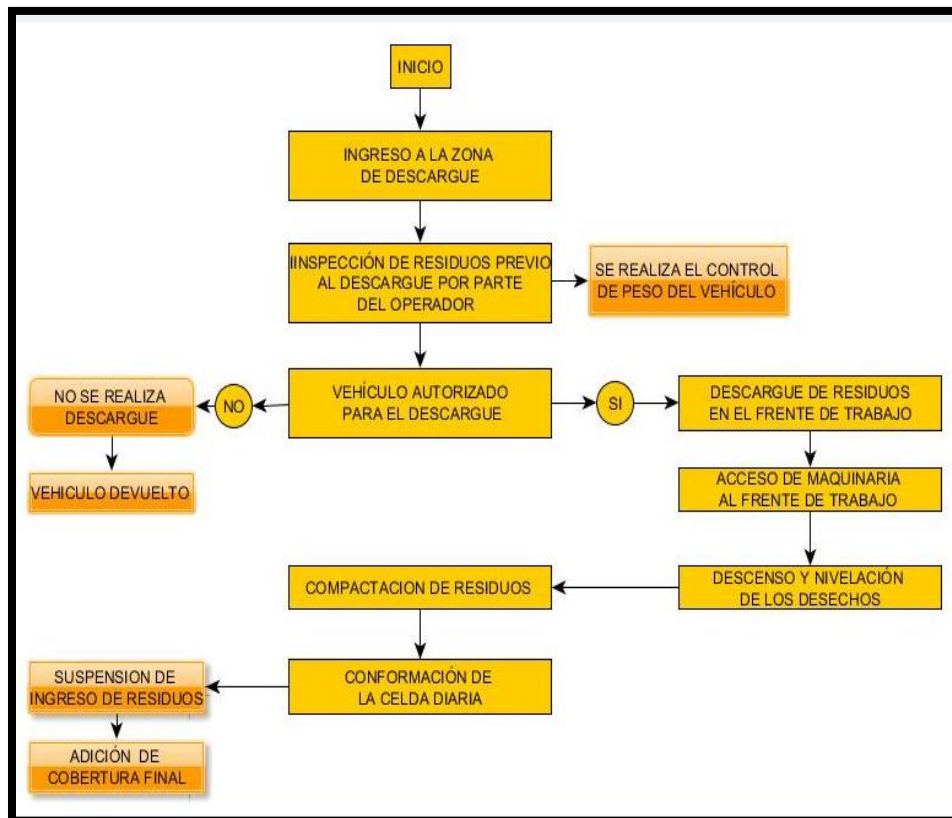 INICIO
INGRESO A LA ZONA
DE DESCARGUE
IINSPECCIÓN DE RESIDUOS PREVIO
AL DESCARGUE POR PARTE
DEL OPERADOR
SE REALIZA EL CONTROL
DE PESO DEL VEHÍCULO
VEHÍCULO AUTORIZADO
PARA EL DESCARGUE
NO
NO SE REALIZA
DESCARGUE
VEHICULO DEVUELTO
SI
DESCARGUE DE RESIDUOS
EN EL FRENTE DE TRABAJO
ACCESO DE MAQUINARIA
AL FRENTE DE TRABAJO
DESCENSO Y NIVELACIÓN
DE LOS DESECHOS
COMPACTACION DE RESIDUOS
CONFORMACIÓN DE
LA CELDA DIARIA
SUSPENSION DE
INGRESO DE RESIDUOS
ADICIÓN DE
COBERTURA FINAL